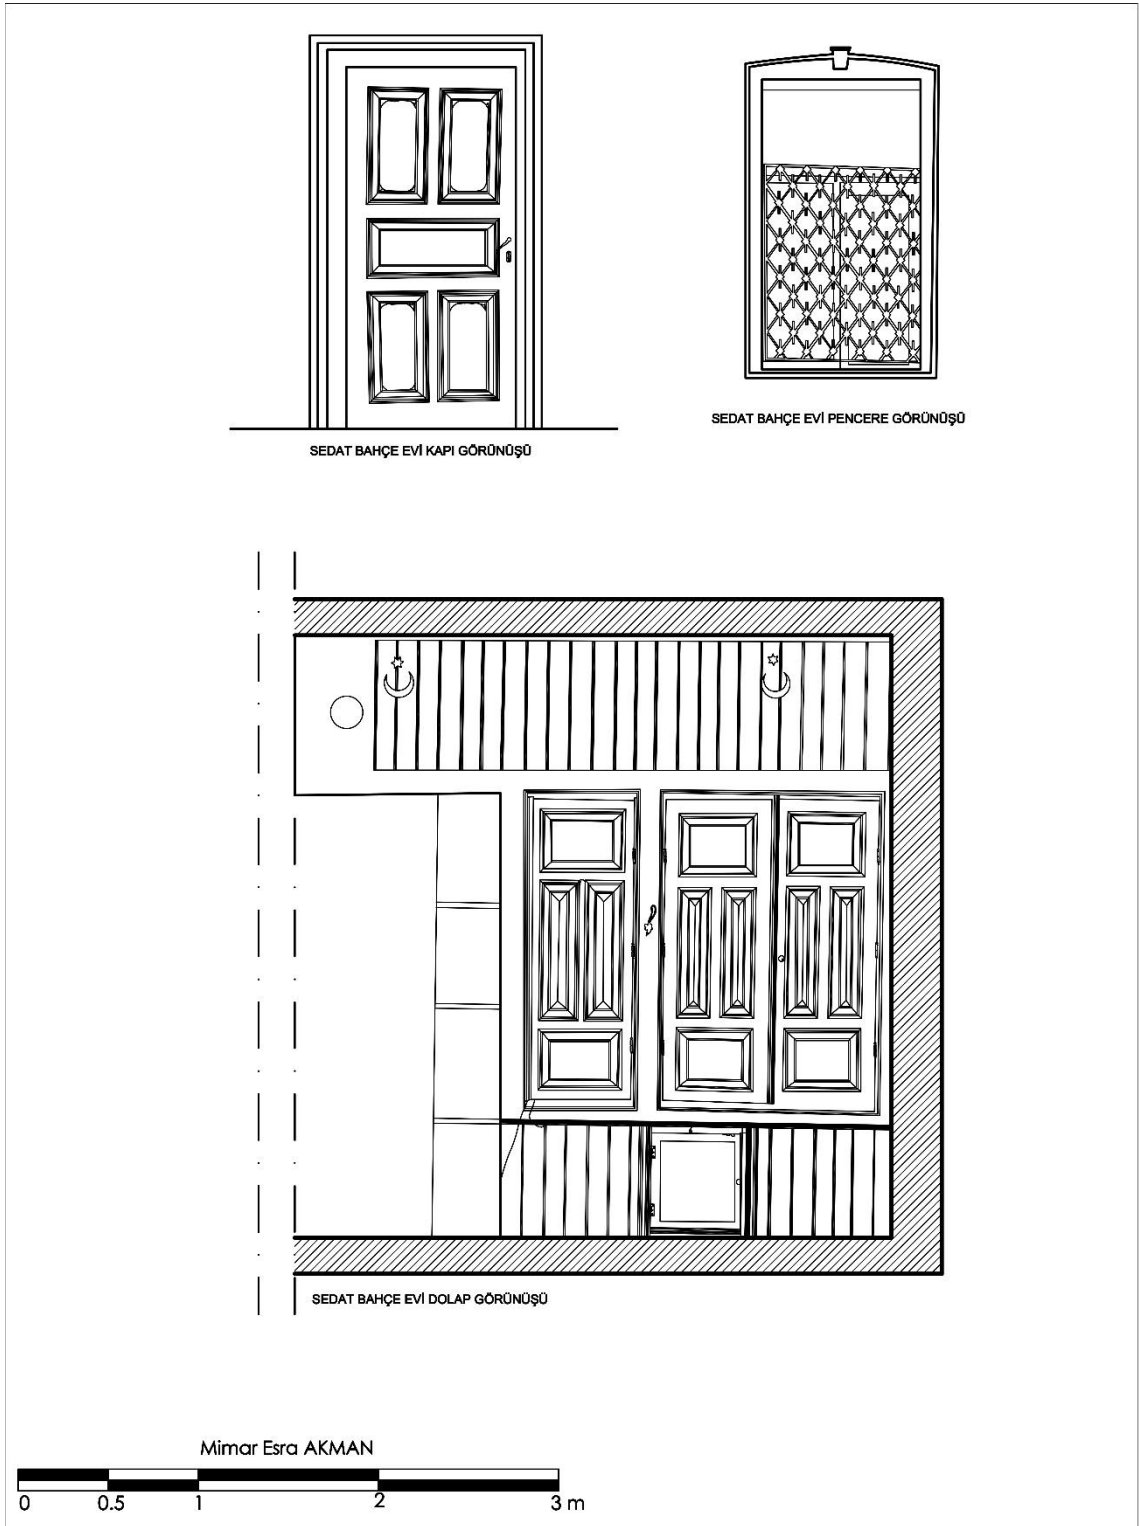 SEDAT BAHÇE EVİ KAPI GÖRÜNÜŞÜ
SEDAT BAHÇE EVİ PENCERE GÖRÜNÜŞÜ
SEDAT BAHÇE EVİ DOLAP GÖRÜNÜŞÜ
Mimar Esra AKMAN
0 0.5 1 2 3 m